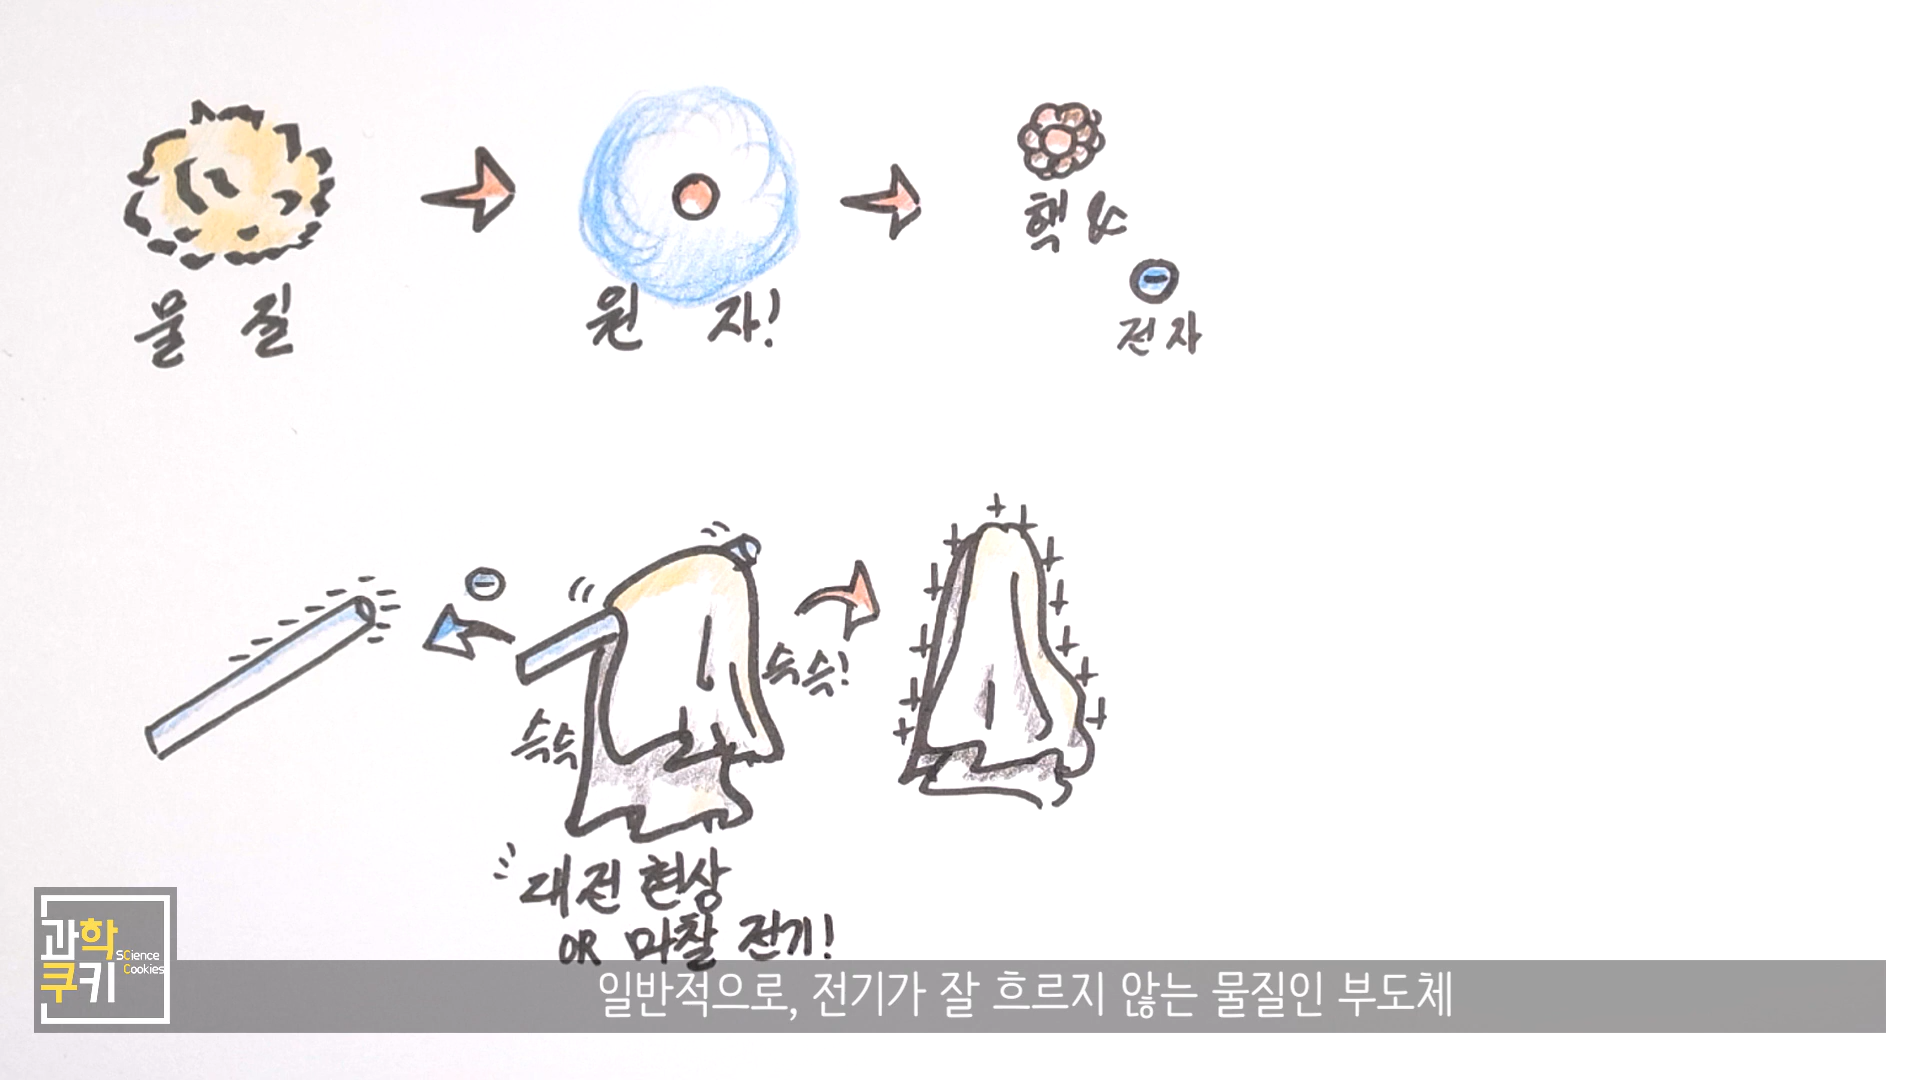 물 질
원 자!
핵 &
전자
슥슥!
슥슥
대전 현상
OR 마찰 전기!
과학
쿠키
Science
Cookies
일반적으로, 전기가 잘 흐르지 않는 물질인 부도체